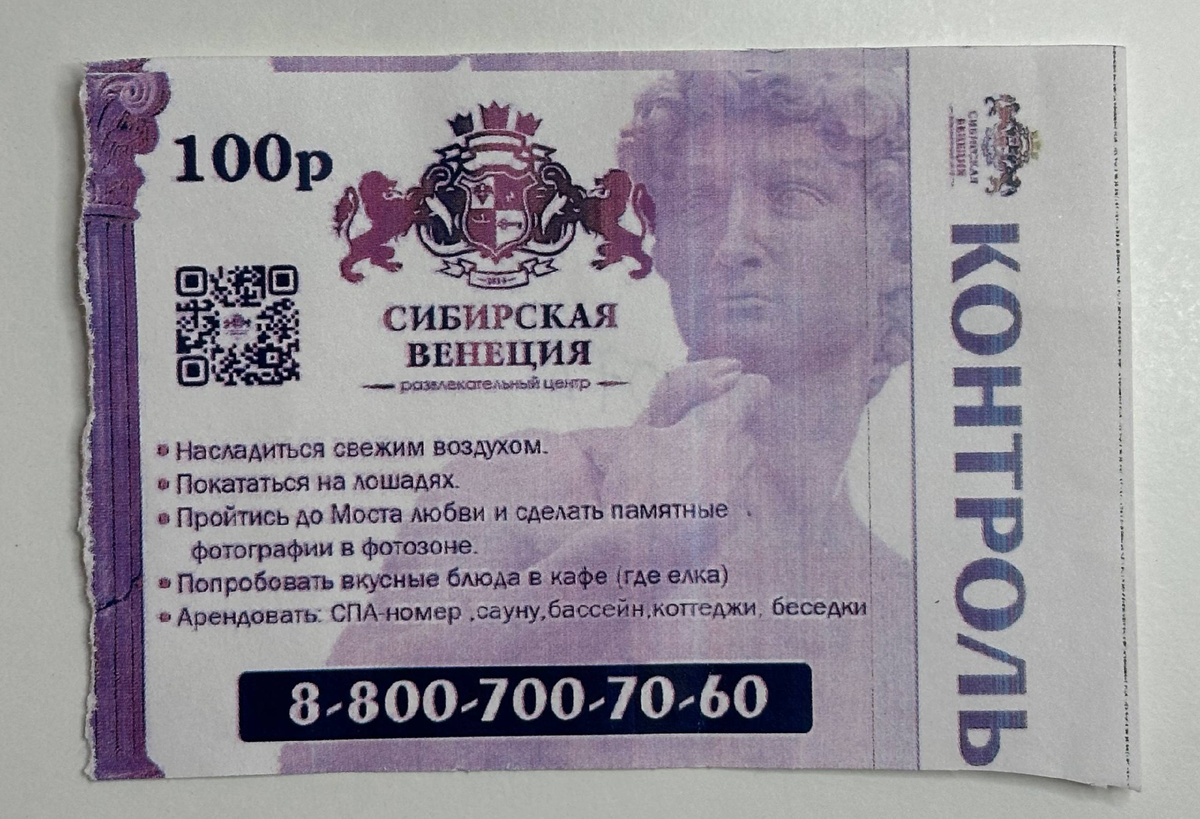 100р
СИБИРСКАЯ
ВЕНЕЦИЯ
развлекательный центр
• Насладиться свежим воздухом.
• Покататься на лошадях.
• Пройтись до Моста любви и сделать памятные
фотографии в фотозоне.
• Попробовать вкусные блюда в кафе (где елка)
• Арендовать: СПА-номер ,сауну,бассейн,коттеджи, беседки
8-800-700-70-60
СИБИРСКАЯ
ВЕНЕЦИЯ
КОНТРОЛЬ